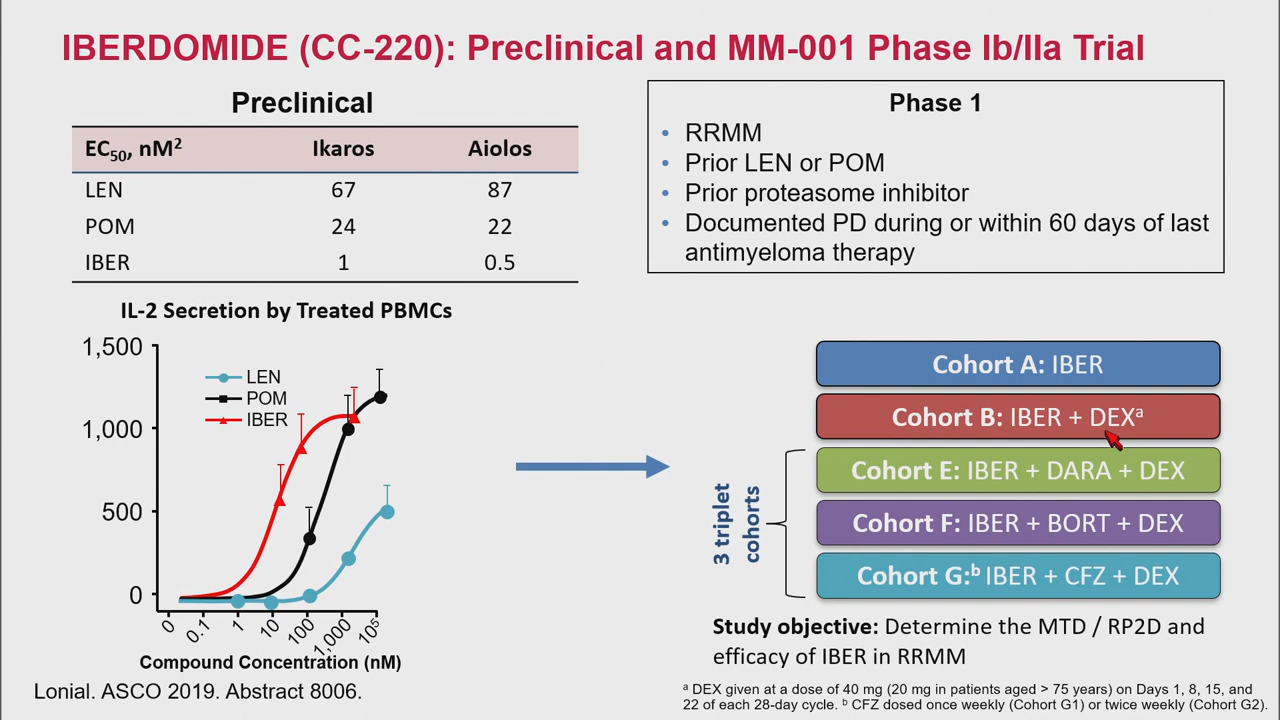 IBERDOMIDE (CC-220): Preclinical and MM-001 Phase Ib/IIa Trial
Preclinical
EC50, nM2 Ikaros Aiolos
LEN 67 87
POM 24 22
IBER 1 0.5
IL-2 Secretion by Treated PBMCs
1,500
1,000
500
0
LEN
POM
IBER
0 0.1 1 10 100 1,000 10⁵
Compound Concentration (nM)
Lonial. ASCO 2019. Abstract 8006.
Phase 1
• RRMM
• Prior LEN or POM
• Prior proteasome inhibitor
• Documented PD during or within 60 days of last
antimyeloma therapy
Cohort A: IBER
Cohort B: IBER + DEXᵃ
3 triplet
cohorts
Cohort E: IBER + DARA + DEX
Cohort F: IBER + BORT + DEX
Cohort G:ᵇ IBER + CFZ + DEX
Study objective: Determine the MTD / RP2D and
efficacy of IBER in RRMM
ᵃ DEX given at a dose of 40 mg (20 mg in patients aged > 75 years) on Days 1, 8, 15, and
22 of each 28-day cycle. ᵇ CFZ dosed once weekly (Cohort G1) or twice weekly (Cohort G2).